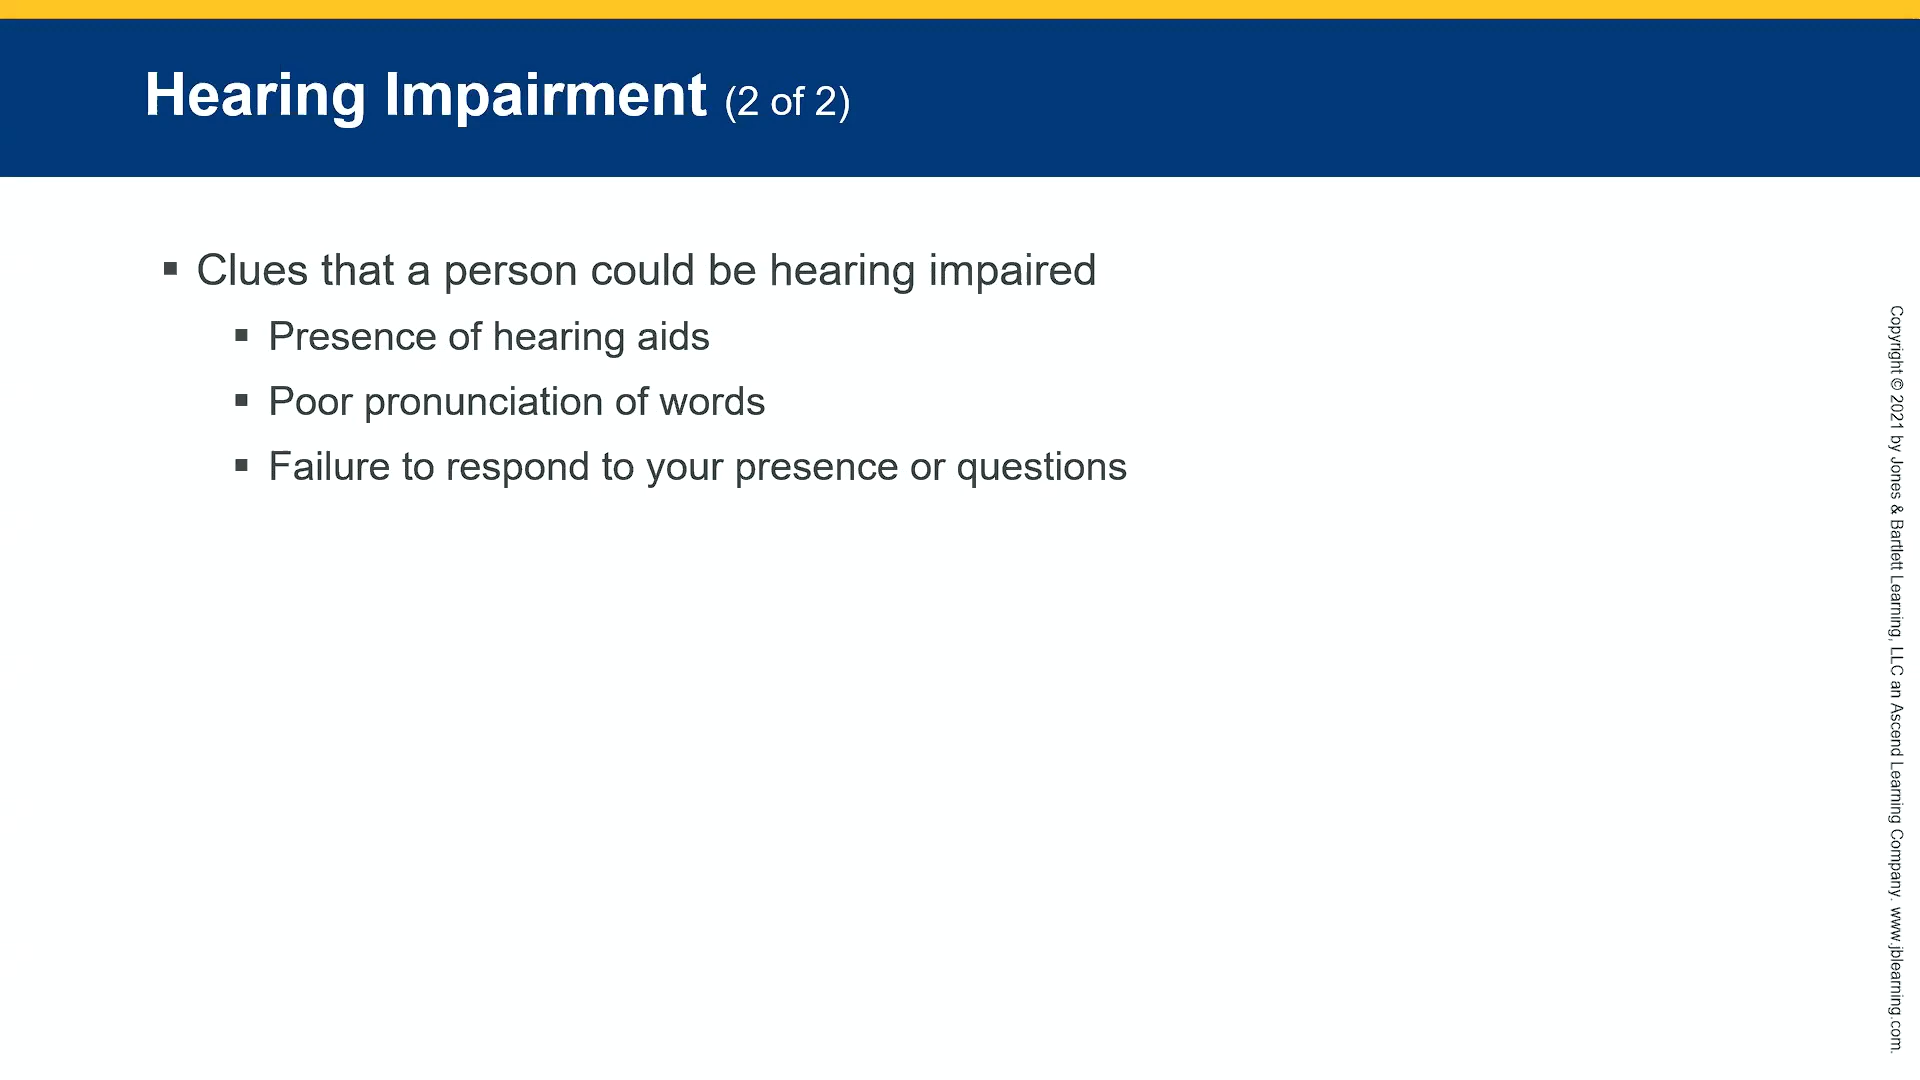 Hearing Impairment (2 of 2)
▪ Clues that a person could be hearing impaired
▪ Presence of hearing aids
▪ Poor pronunciation of words
▪ Failure to respond to your presence or questions
Copyright © 2021 by Jones & Bartlett Learning, LLC an Ascend Learning Company. www.jblearning.com.